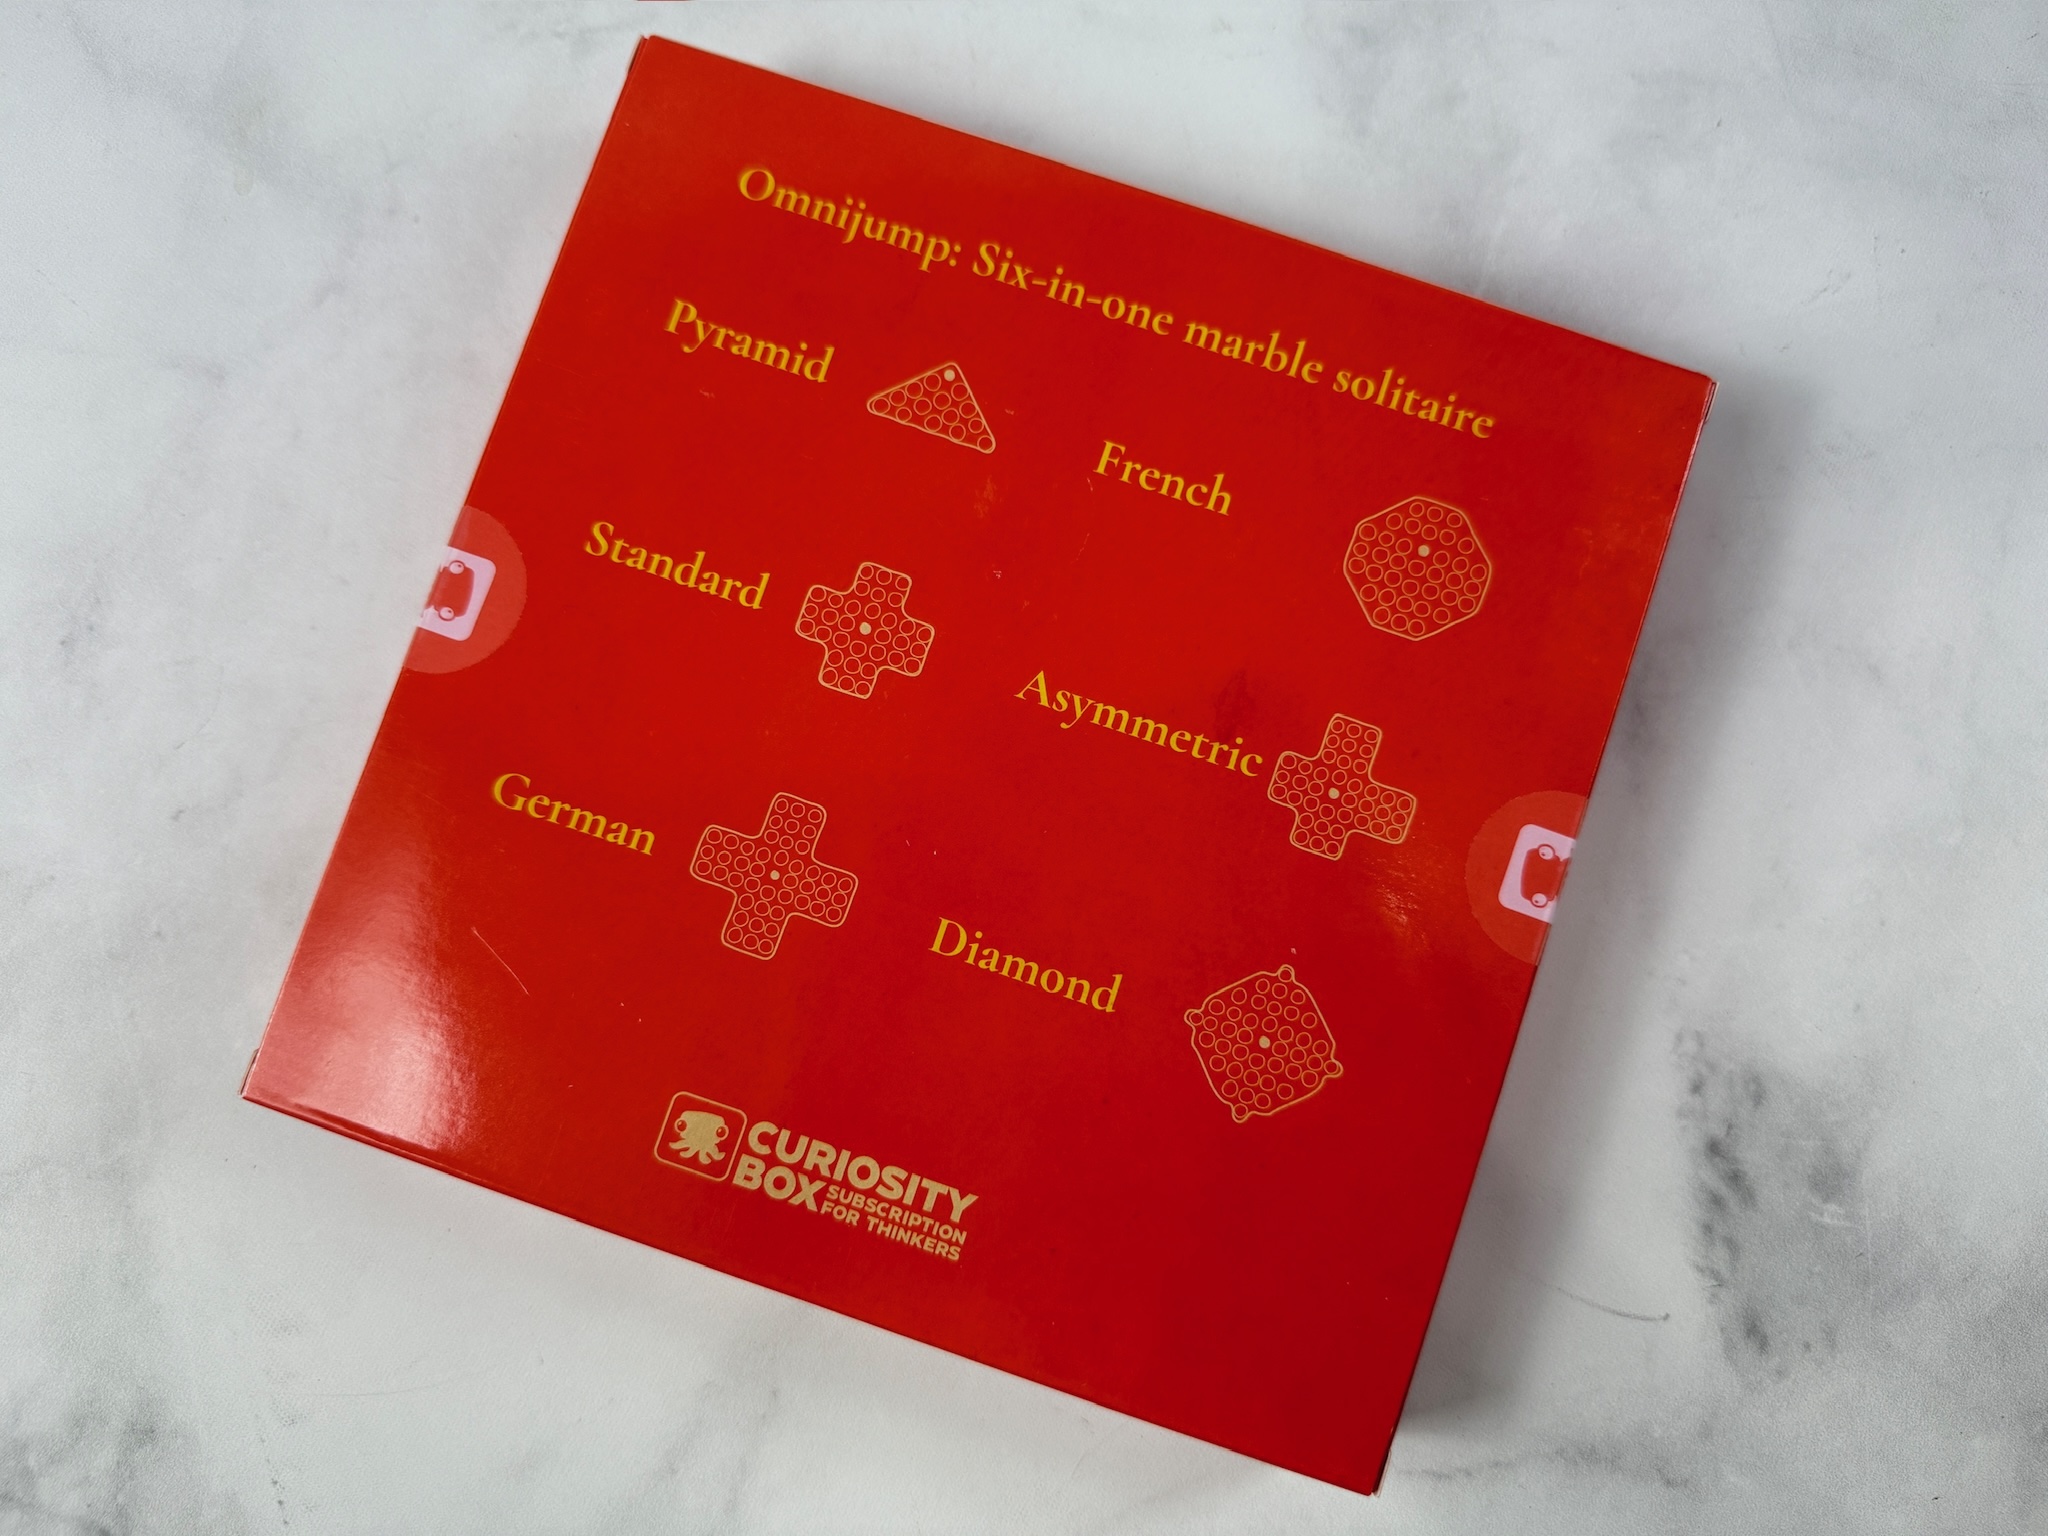 Omnijump: Six-in-one marble solitaire
Pyramid
French
Standard
Asymmetric
German
Diamond
CURIOSITY
BOX SUBSCRIPTION
FOR THINKERS